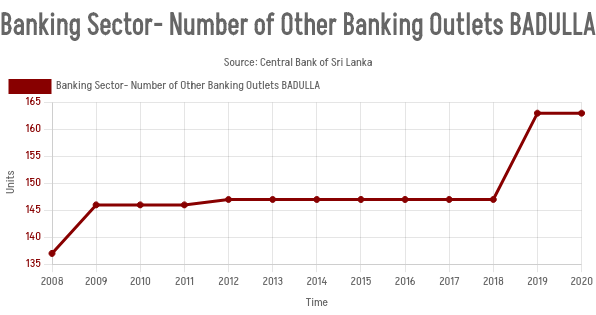 Banking Sector- Number of Other Banking Outlets BADULLA
Source: Central Bank of Sri Lanka
Banking Sector- Number of Other Banking Outlets BADULLA
165
160
155
150
145
140
135
Units
2008 2009 2010 2011 2012 2013 2014 2015 2016 2017 2018 2019 2020
Time